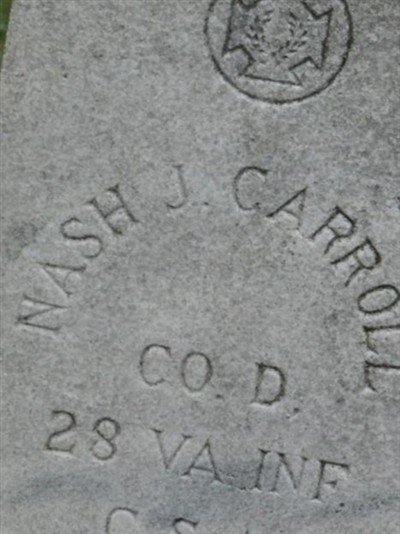 NASH J. CARROLL
CO. D.
28 VA. INF
C.S.A.